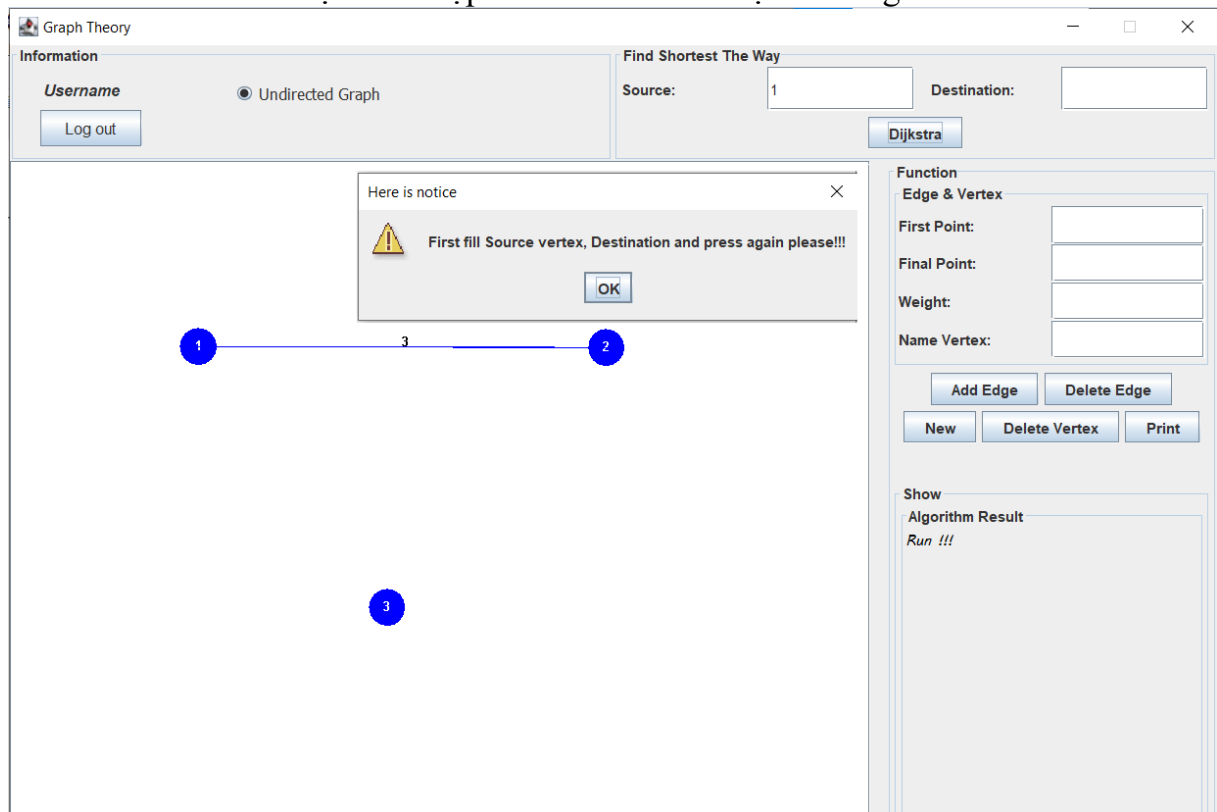 Graph Theory
Information
Username
Undirected Graph
Log out
Find Shortest The Way
Source:
1
Destination:
Dijkstra
Here is notice
First fill Source vertex, Destination and press again please!!!
OK
1
3
2
3
Function
Edge & Vertex
First Point:
Final Point:
Weight:
Name Vertex:
Add Edge
Delete Edge
New
Delete Vertex
Print
Show
Algorithm Result
Run !!!